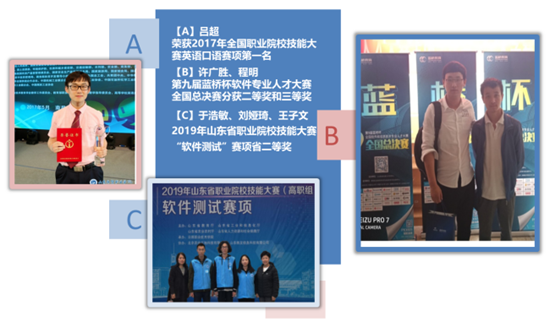 A
【A】吕超
荣获2017年全国职业院校技能大
赛英语口语赛项第一名
【B】许广胜、程明
第九届蓝桥杯软件专业人才大赛
全国总决赛分获二等奖和三等奖
【C】于浩敏、刘娅琦、王子文
2019年山东省职业院校技能大赛
“软件测试”赛项省二等奖
B
蓝
桥
杯
全国总决赛
EIZU PRO 7
AL CAMERA
C
2019年山东省职业院校技能大赛（高职组
软件测试赛项